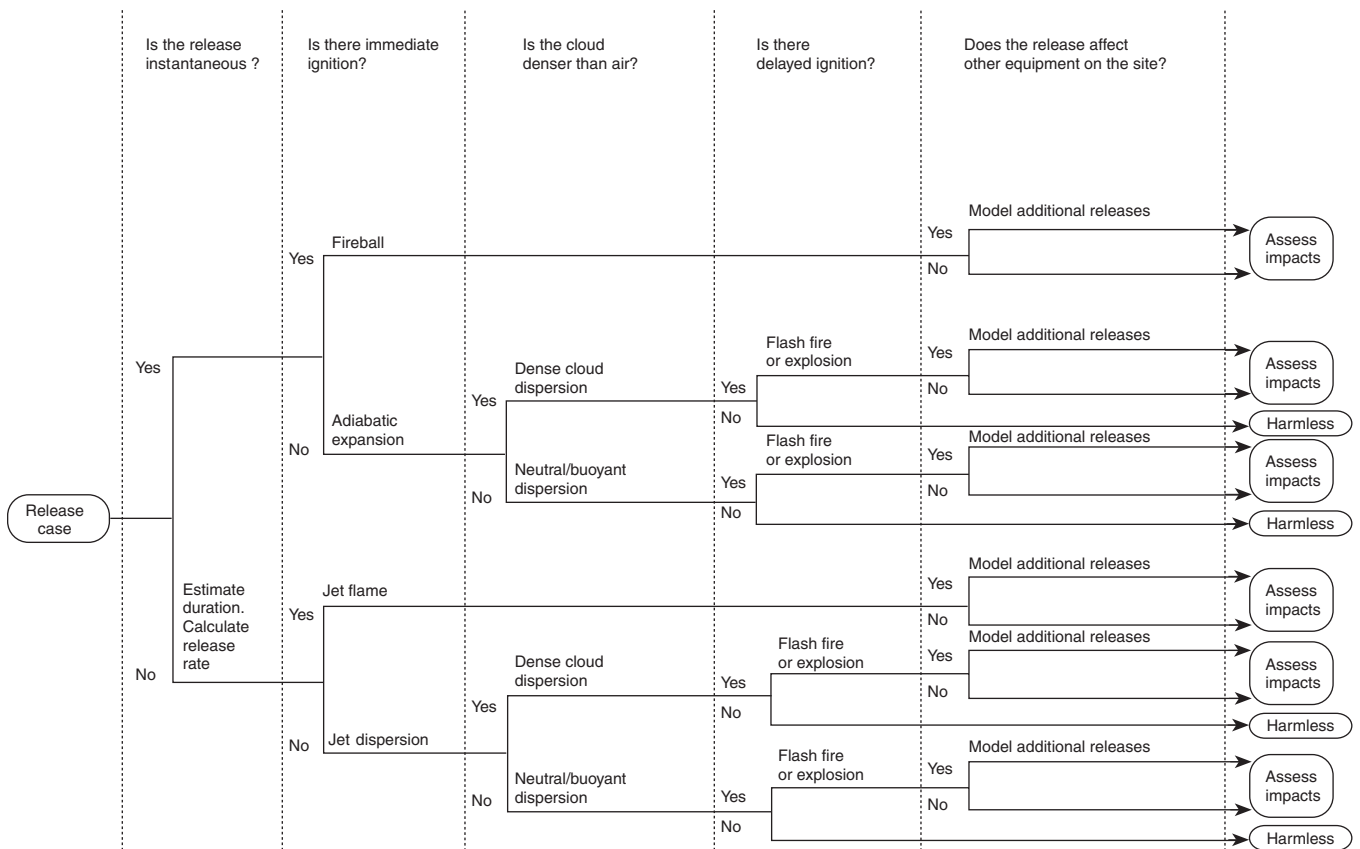 Is the release
instantaneous ?
Is there immediate
ignition?
Is the cloud
denser than air?
Is there
delayed ignition?
Does the release affect
other equipment on the site?
Model additional releases
Yes
Fireball
Assess
impacts
Yes
No
Model additional releases
Flash fire
or explosion
Yes
Assess
impacts
Yes
Dense cloud
dispersion
Yes
No
Yes
No
Adiabatic
expansion
Harmless
Model additional releases
No
Flash fire
or explosion
Yes
Assess
impacts
Neutral/buoyant
dispersion
Yes
No
No
No
Harmless
Release
case
Model additional releases
Estimate
duration.
Calculate
release
rate
Jet flame
Yes
Assess
impacts
Yes
No
Model additional releases
Flash fire
or explosion
Yes
Assess
impacts
No
Dense cloud
dispersion
Yes
No
Yes
No
Harmless
No
Jet dispersion
Model additional releases
Flash fire
or explosion
Yes
Assess
impacts
Neutral/buoyant
dispersion
No
Yes
No
No
Harmless